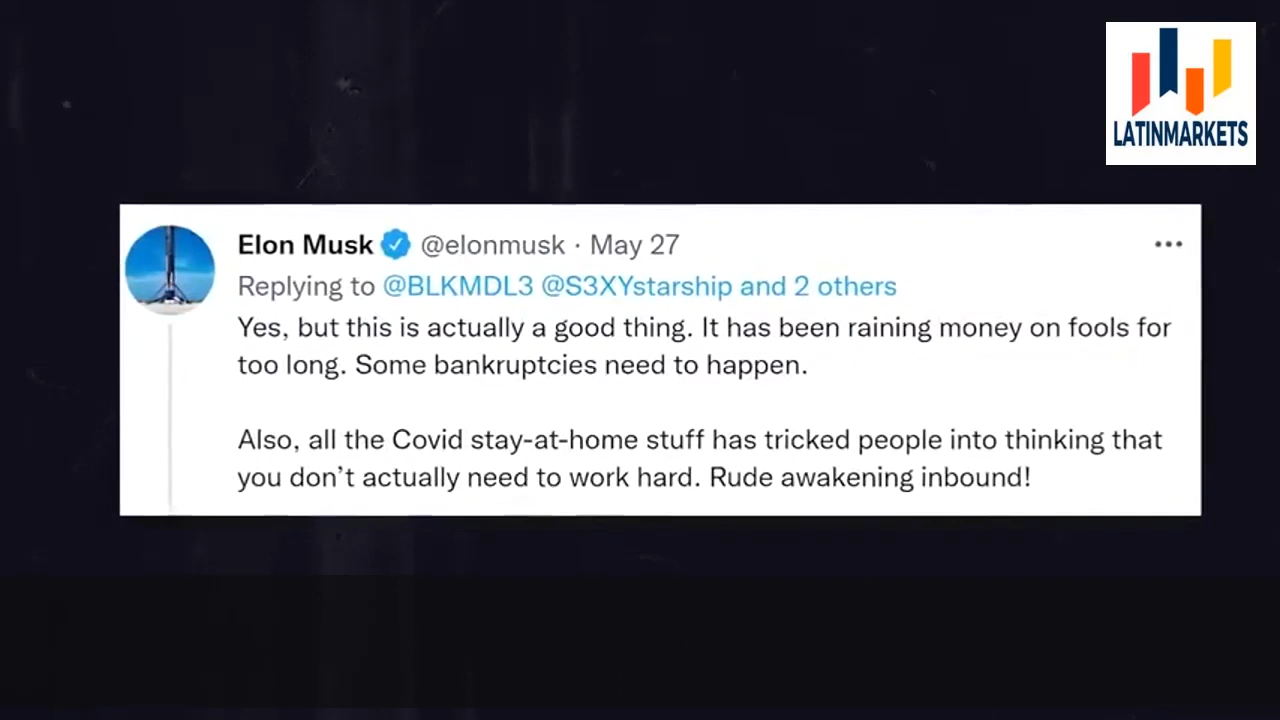 LATINMARKETS
Elon Musk @elonmusk · May 27
Replying to @BLKMDL3 @S3XYstarship and 2 others
Yes, but this is actually a good thing. It has been raining money on fools for
too long. Some bankruptcies need to happen.
Also, all the Covid stay-at-home stuff has tricked people into thinking that
you don’t actually need to work hard. Rude awakening inbound!